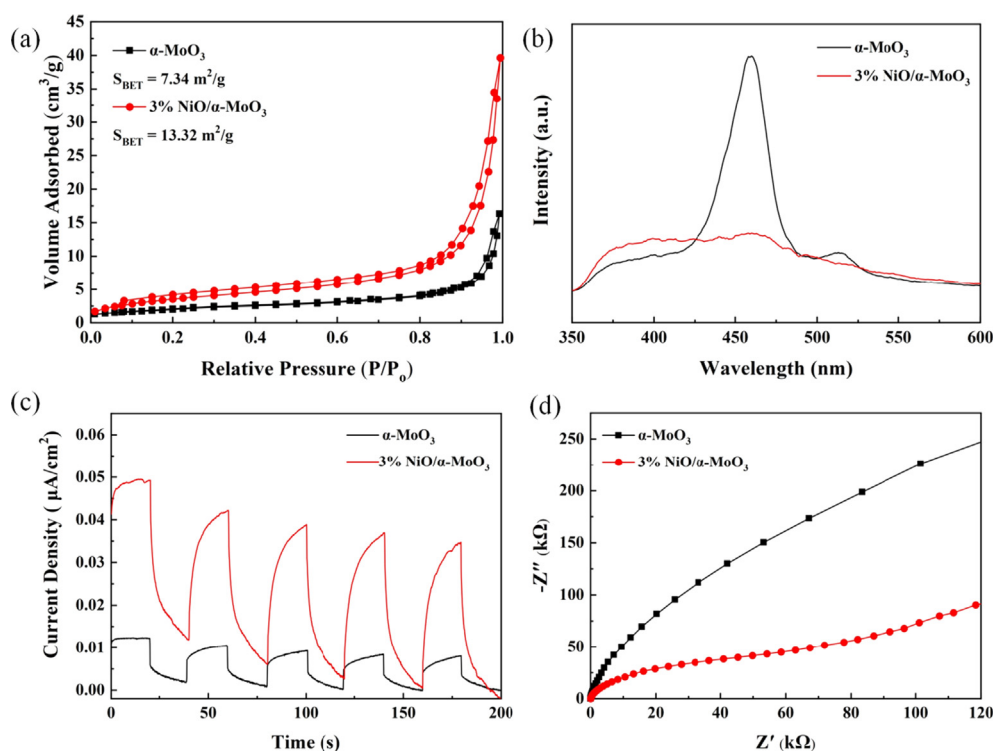 (a)
α-MoO₃
S_BET = 7.34 m²/g
3% NiO/α-MoO₃
S_BET = 13.32 m²/g
45
40
35
30
25
20
15
10
5
0
Volume Adsorbed (cm³/g)
0.0 0.2 0.4 0.6 0.8 1.0
Relative Pressure (P/P₀)
(b)
α-MoO₃
3% NiO/α-MoO₃
Intensity (a.u.)
350 400 450 500 550 600
Wavelength (nm)
(c)
α-MoO₃
3% NiO/α-MoO₃
0.06
0.05
0.04
0.03
0.02
0.01
0.00
Current Density ( μA/cm²)
0 50 100 150 200
Time (s)
(d)
α-MoO₃
3% NiO/α-MoO₃
250
200
150
100
50
0
-Z″ (kΩ)
0 20 40 60 80 100 120
Z′ (kΩ)